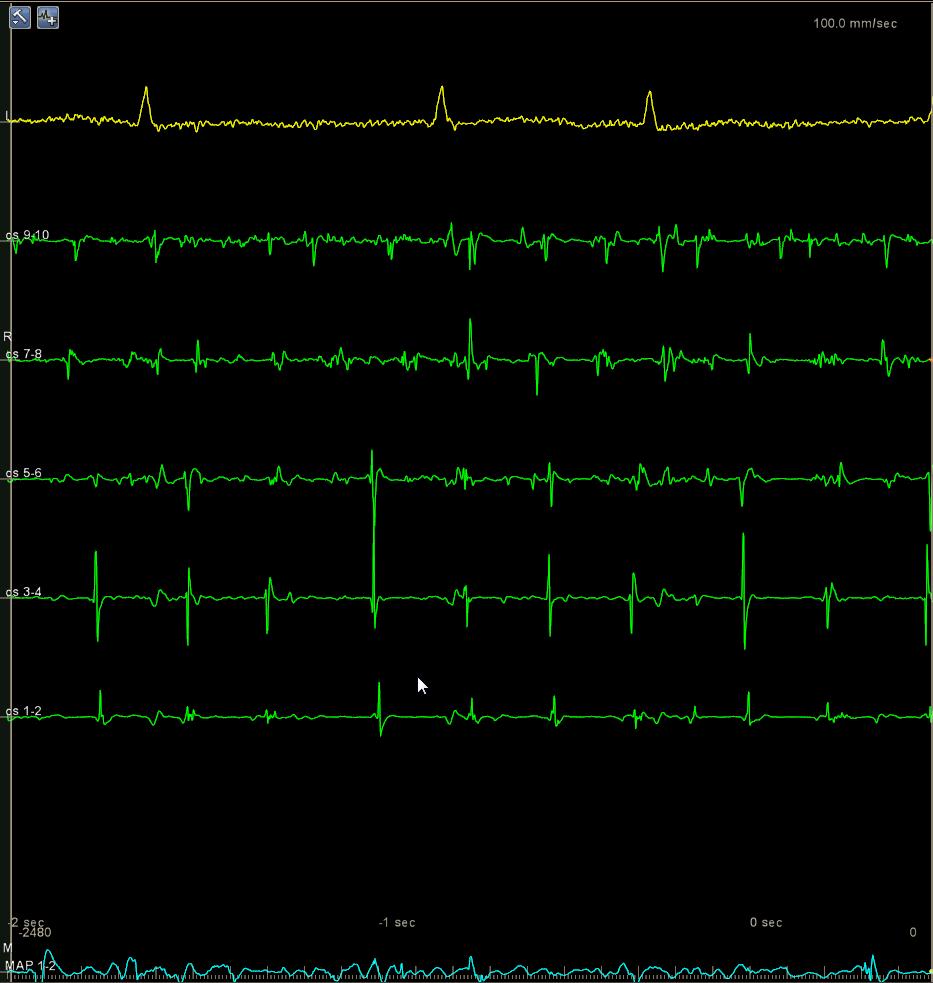 100.0 mm/sec
cs 9-10
R
cs 7-8
cs 5-6
cs 3-4
cs 1-2
-2 sec
-1 sec
0 sec
-2480
0
M
MAP 1-2